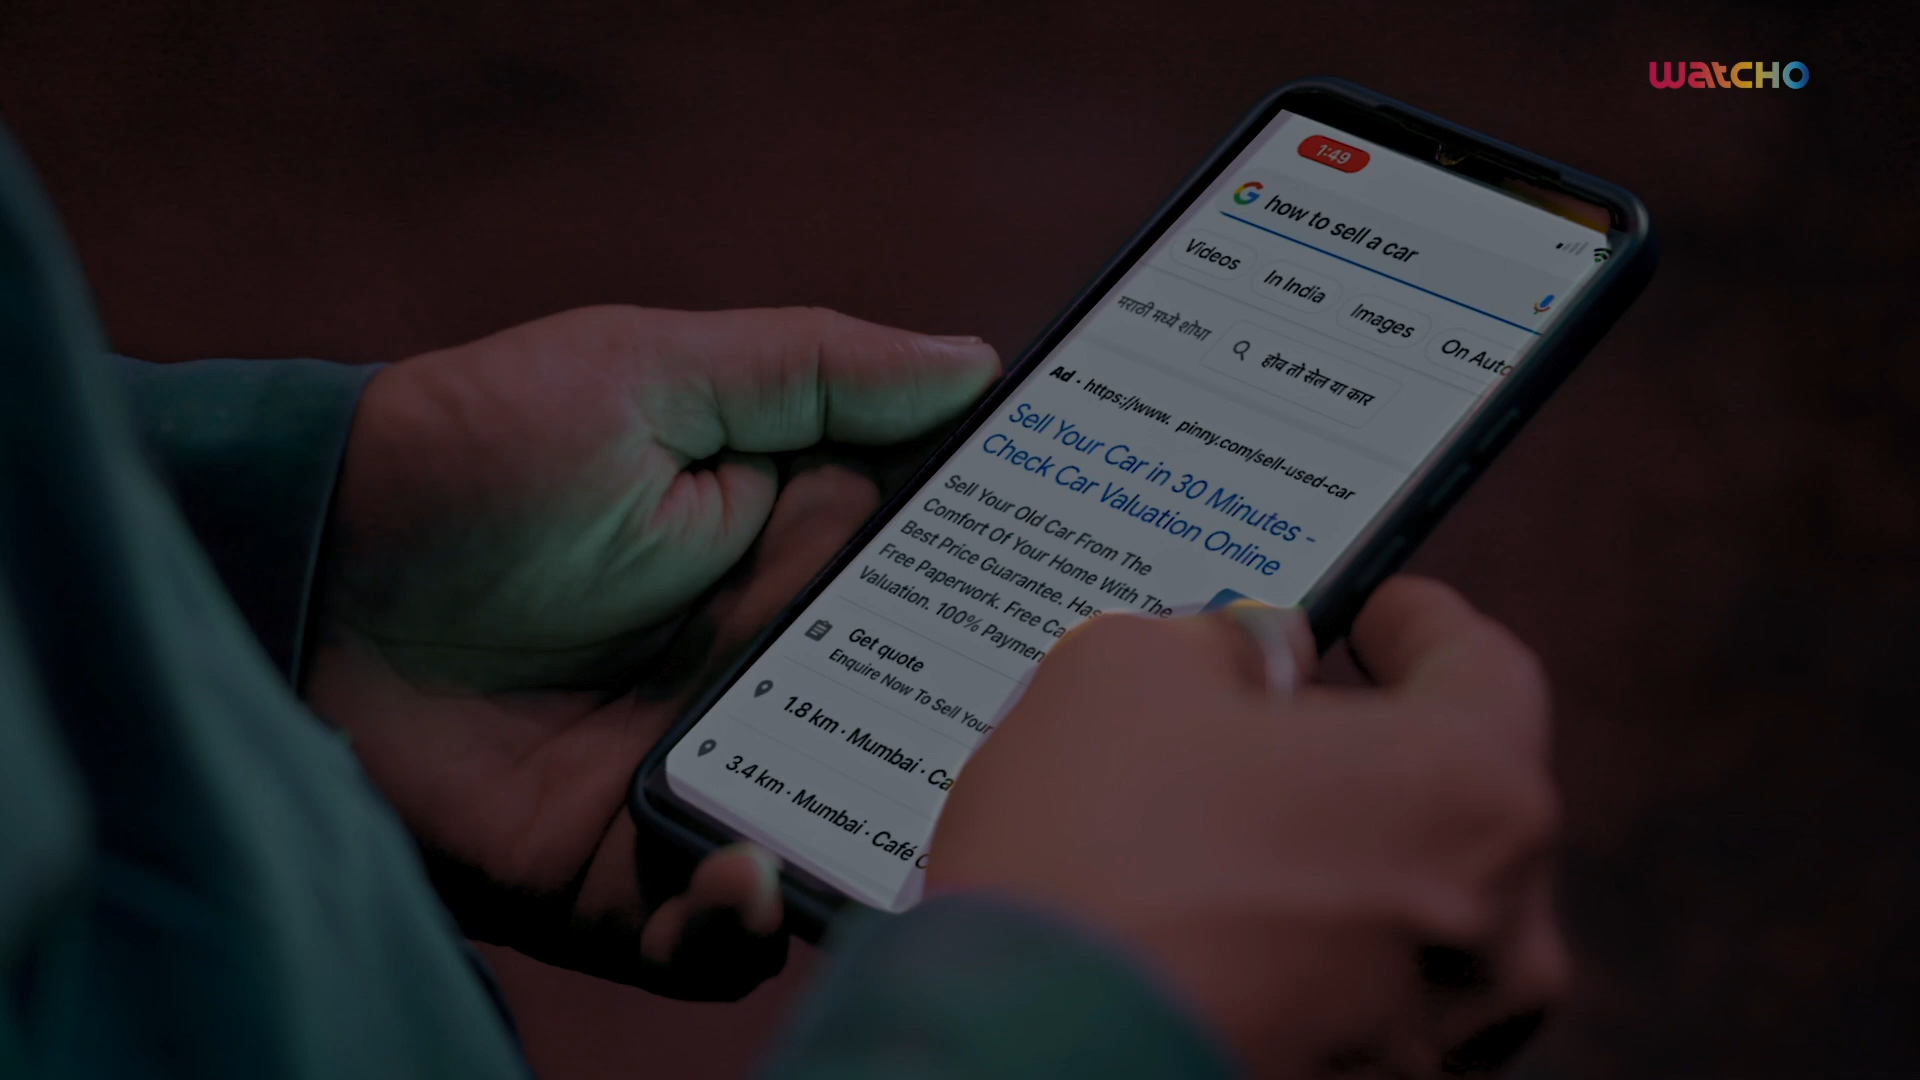 WATCHO
1:49
how to sell a car
Videos
In India
Images
On Auto
मराठी मध्ये शोधा
होव तो सेल या कार
Ad · https://www. pinny.com/sell-used-car
Sell Your Car in 30 Minutes -
Check Car Valuation Online
Sell Your Old Car From The
Comfort Of Your Home With The
Best Price Guarantee. Has
Free Paperwork. Free Ca
Valuation. 100% Paymen
Get quote
Enquire Now To Sell Your
1.8 km · Mumbai · Ca
3.4 km · Mumbai · Café C